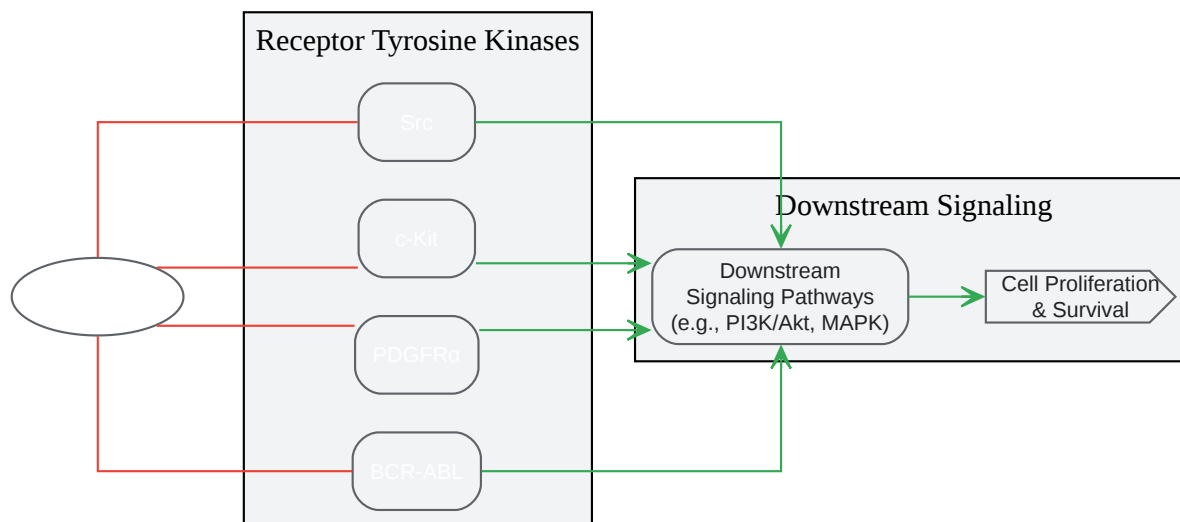 Receptor Tyrosine Kinases
Src
c-Kit
PDGFRα
BCR-ABL
Downstream Signaling
Downstream
Signaling Pathways
(e.g., PI3K/Akt, MAPK)
Cell Proliferation
& Survival